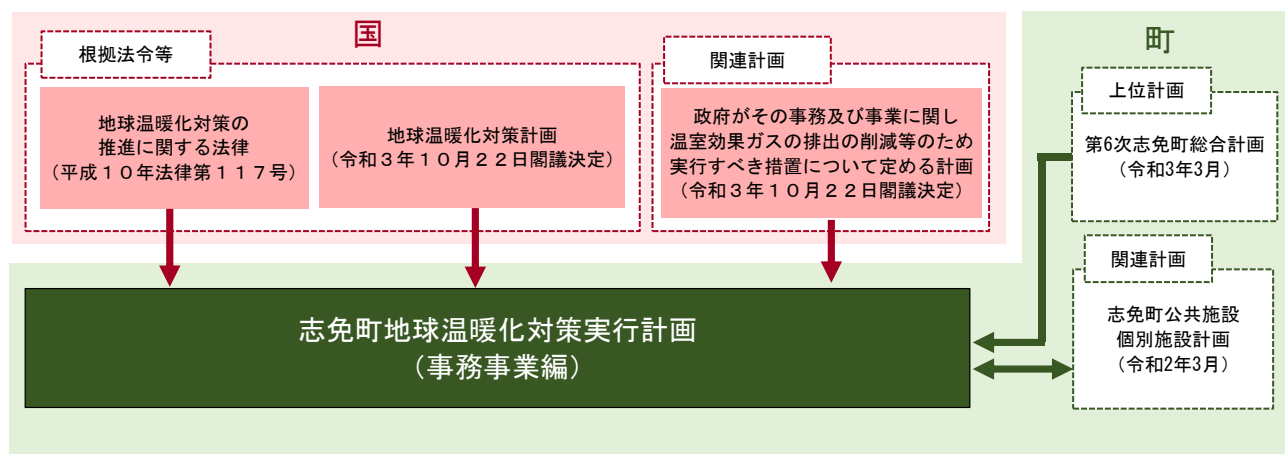 国
根拠法令等
地球温暖化対策の
推進に関する法律
（平成１０年法律第１１７号）
地球温暖化対策計画
（令和３年１０月２２日閣議決定）
関連計画
政府がその事務及び事業に関し
温室効果ガスの排出の削減等のため
実行すべき措置について定める計画
（令和３年１０月２２日閣議決定）
町
上位計画
第6次志免町総合計画
（令和3年3月）
関連計画
志免町公共施設
個別施設計画
（令和2年3月）
志免町地球温暖化対策実行計画
（事務事業編）